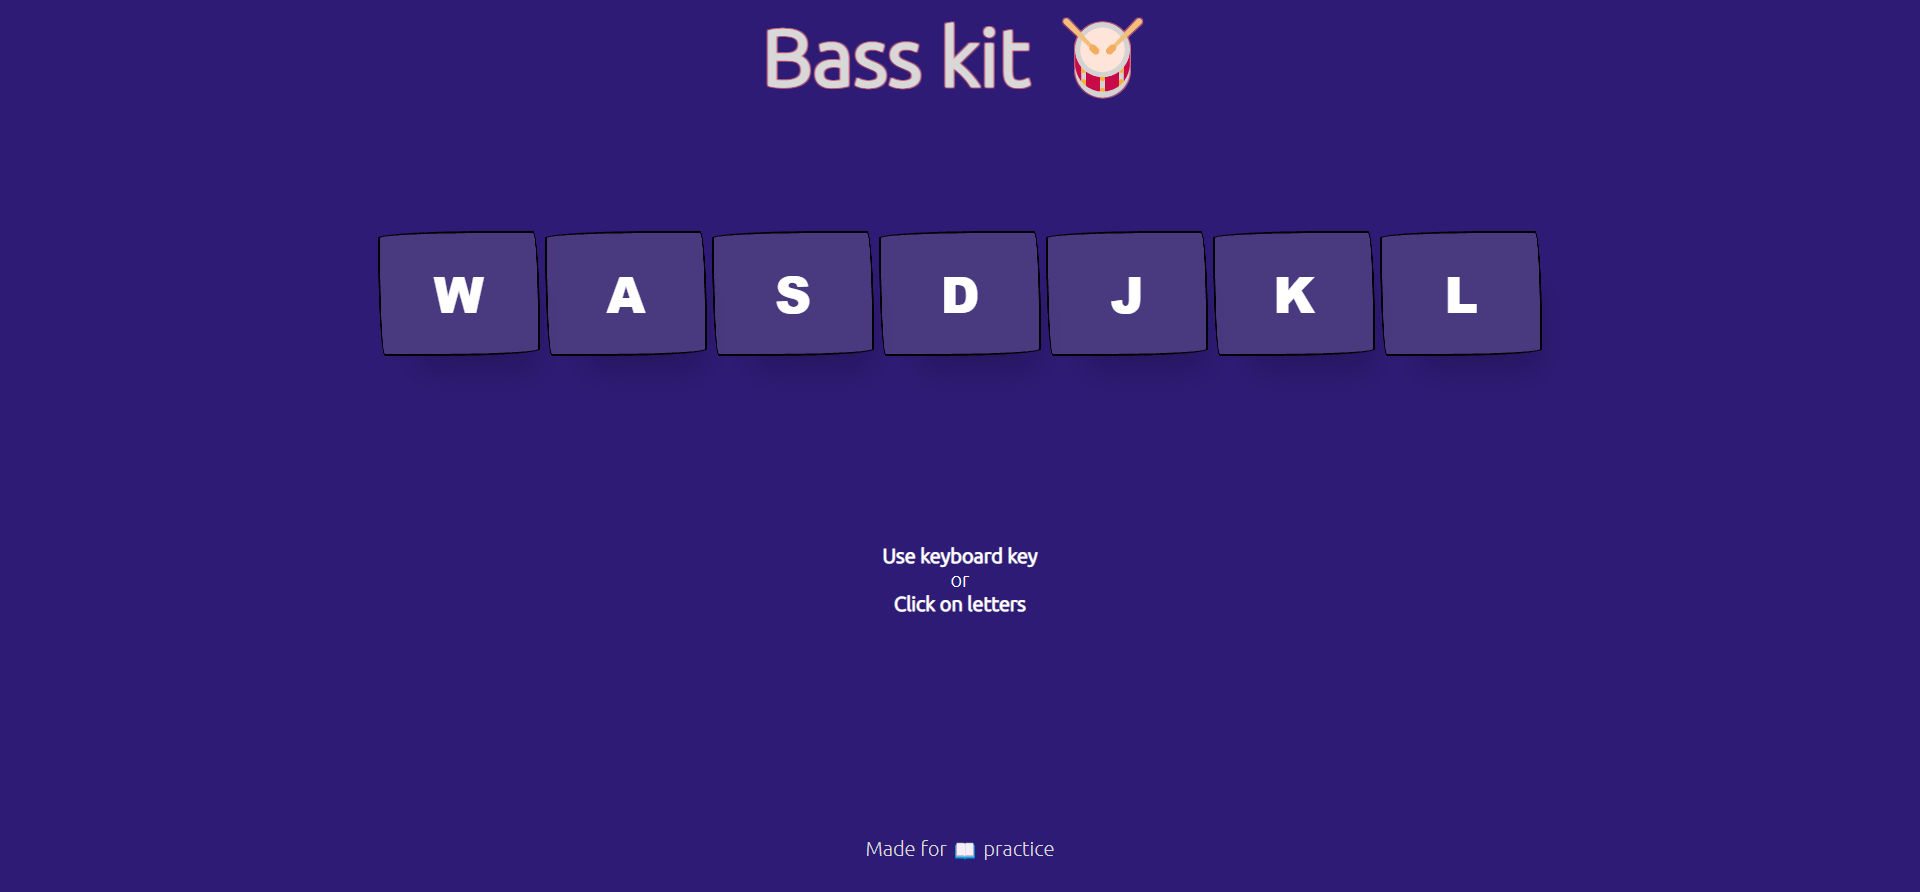 Bass kit
W A S D J K L
Use keyboard key
or
Click on letters
Made for 📖 practice